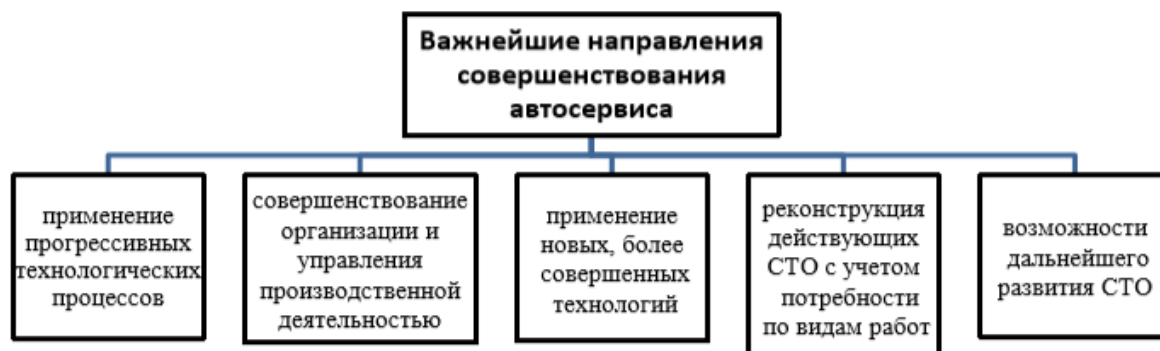 Важнейшие направления
совершенствования
автосервиса
применение
прогрессивных
технологических
процессов
совершенствование
организации и
управления
производственной
деятельностью
применение
новых, более
совершенных
технологий
реконструкция
действующих
СТО с учетом
потребности
по видам работ
возможности
дальнейшего
развития СТО